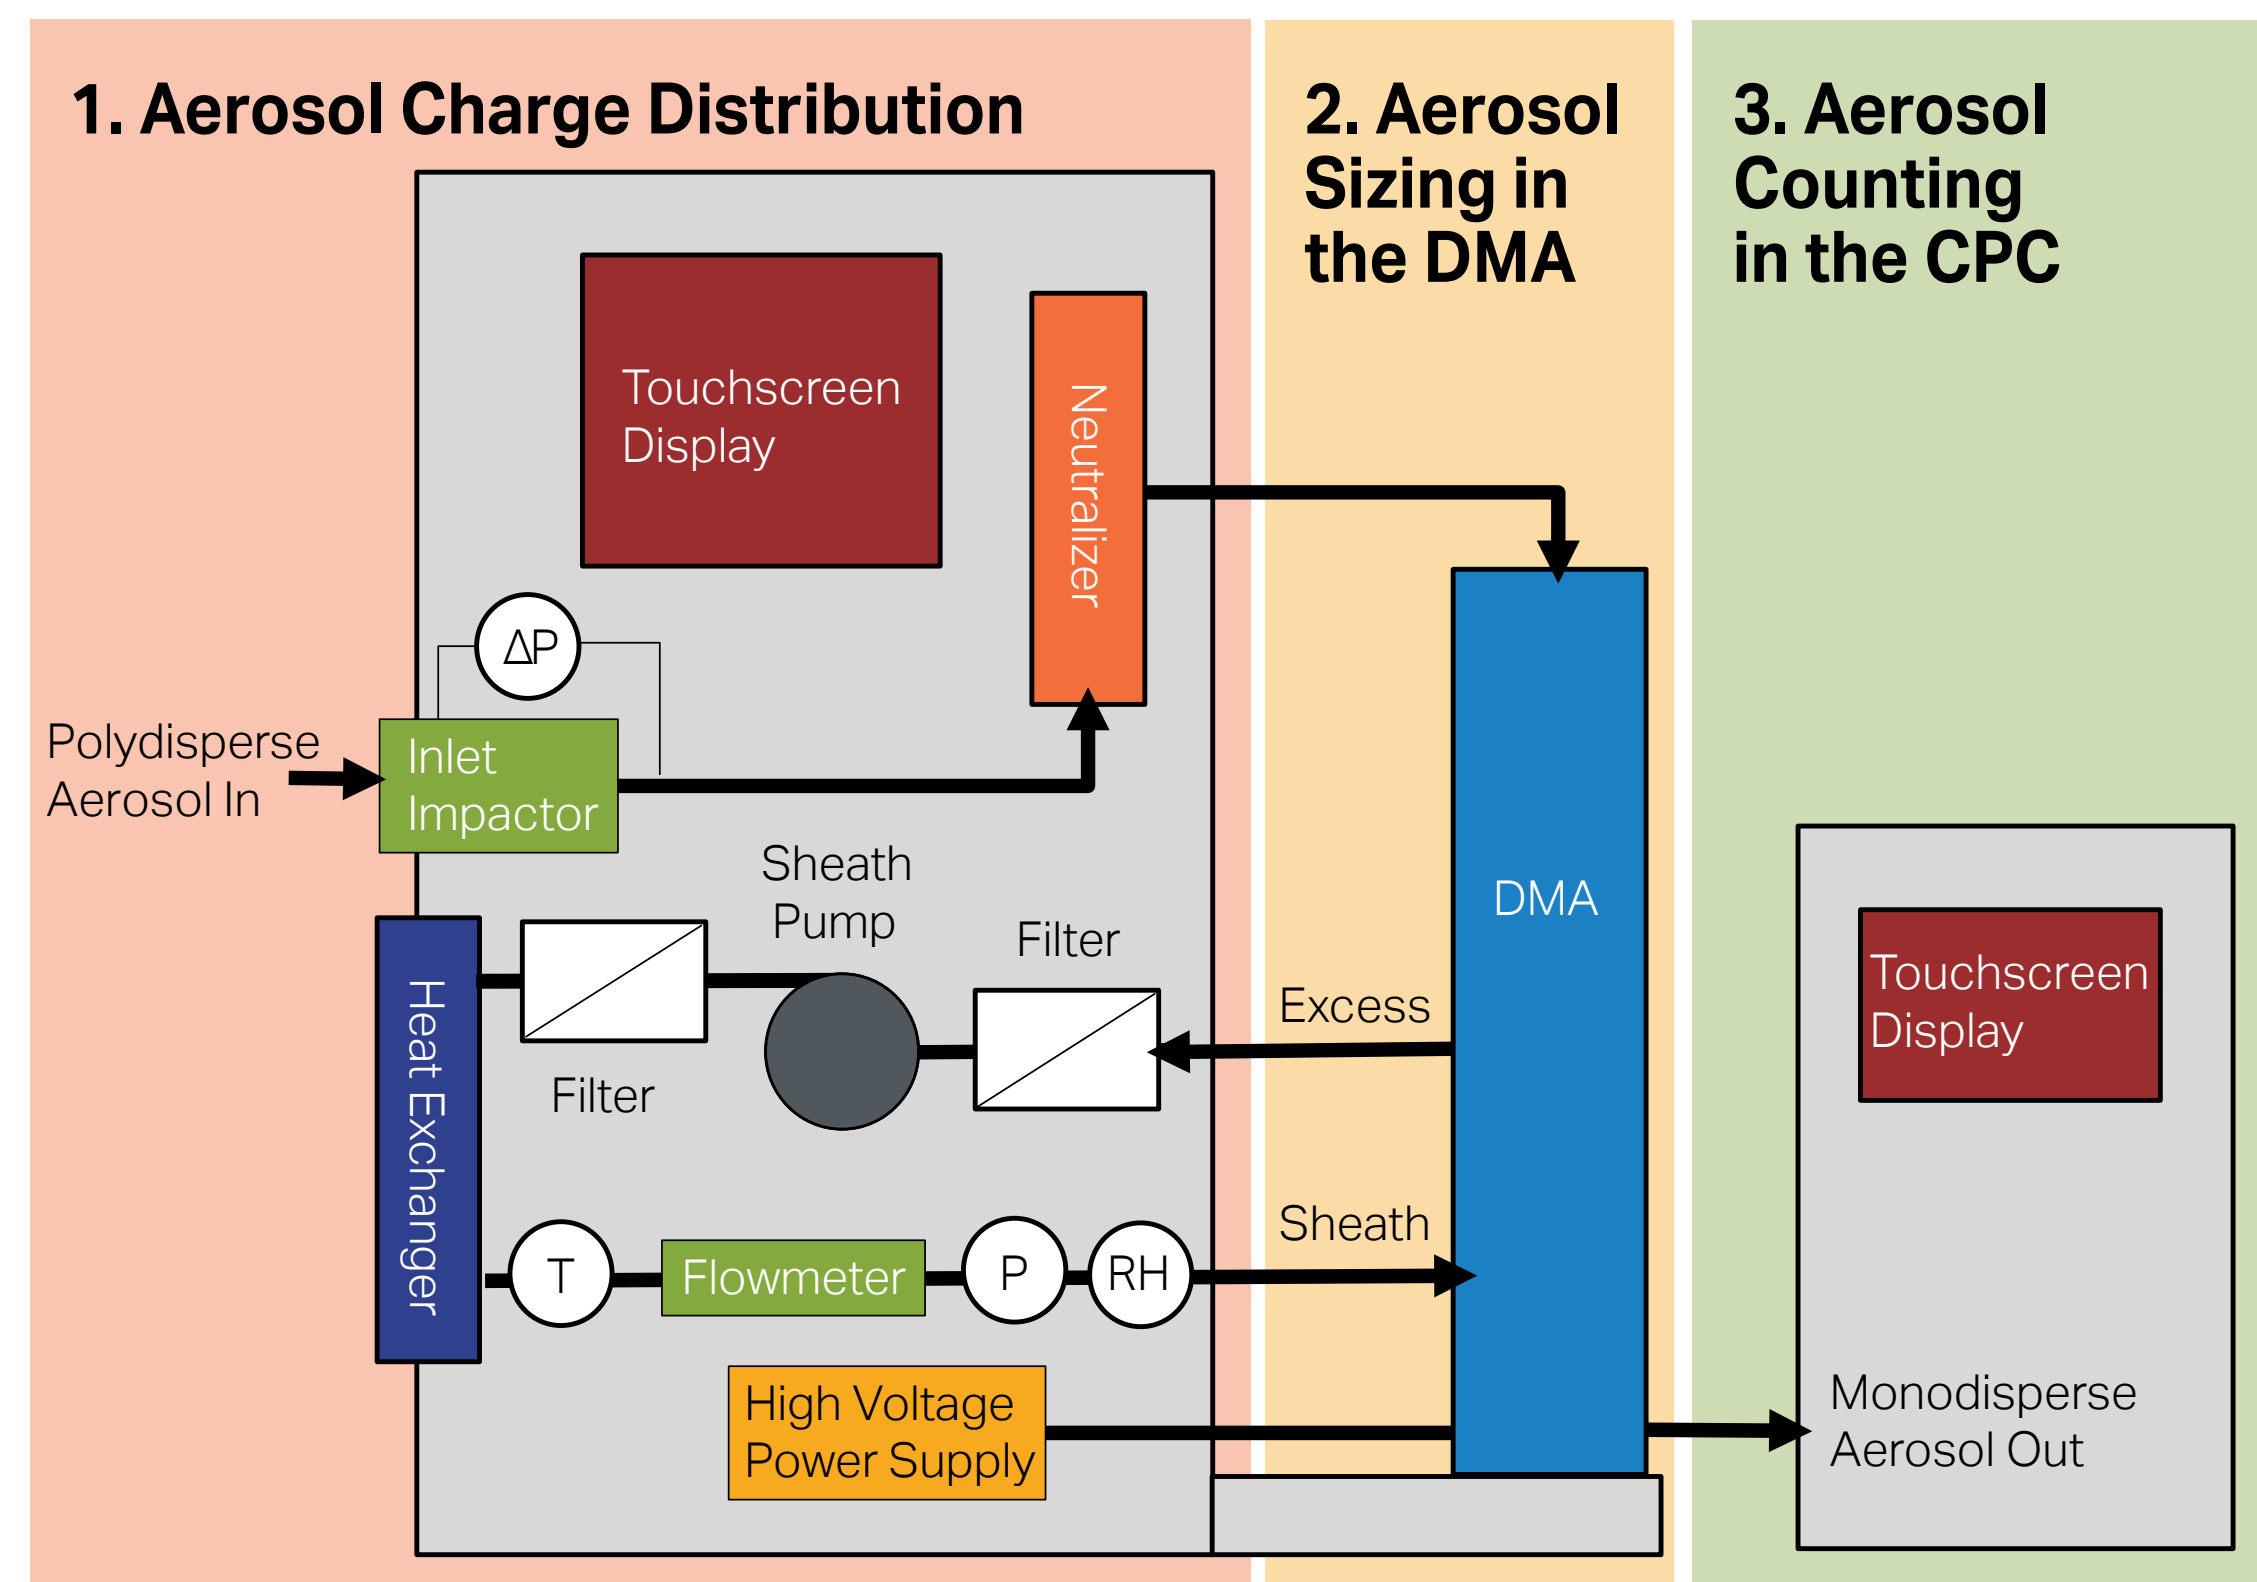 1. Aerosol Charge Distribution
2. Aerosol
Sizing in
the DMA
3. Aerosol
Counting
in the CPC
Touchscreen
Display
Neutralizer
ΔP
Polydisperse
Aerosol In
Inlet
Impactor
Sheath
Pump
Filter
Filter
Heat Exchanger
Excess
DMA
Touchscreen
Display
T
Flowmeter
P
RH
Sheath
High Voltage
Power Supply
Monodisperse
Aerosol Out